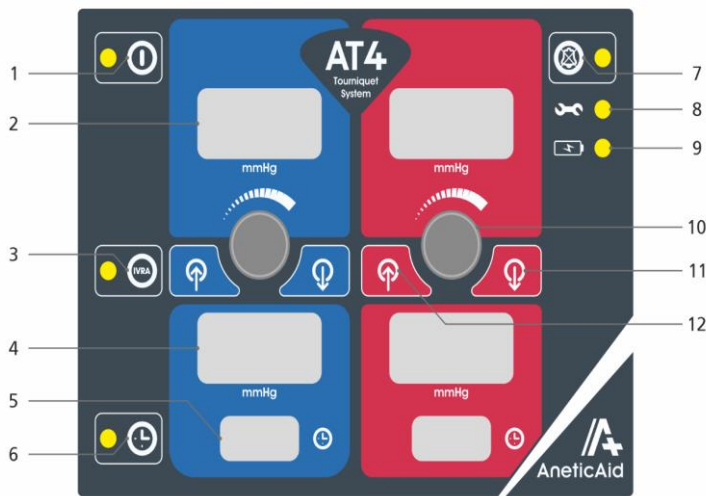 AT4
Tourniquet
System
1
2
mmHg
mmHg
7
8
9
10
3
IVRA
11
12
4
mmHg
mmHg
5
6
AneticAid